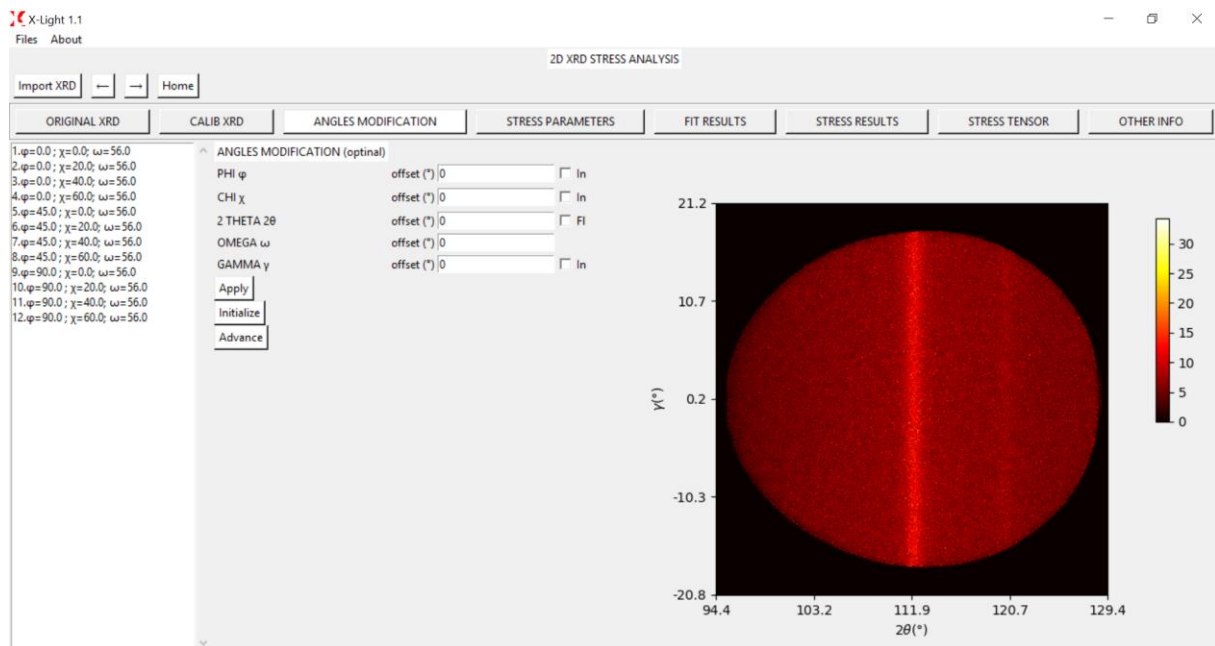 X-Light 1.1
Files About
2D XRD STRESS ANALYSIS
Import XRD ← → Home
ORIGINAL XRD CALIB XRD ANGLES MODIFICATION STRESS PARAMETERS FIT RESULTS STRESS RESULTS STRESS TENSOR OTHER INFO
1.φ=0.0 ; χ=0.0; ω=56.0
2.φ=0.0 ; χ=20.0; ω=56.0
3.φ=0.0 ; χ=40.0; ω=56.0
4.φ=0.0 ; χ=60.0; ω=56.0
5.φ=45.0 ; χ=0.0; ω=56.0
6.φ=45.0 ; χ=20.0; ω=56.0
7.φ=45.0 ; χ=40.0; ω=56.0
8.φ=45.0 ; χ=60.0; ω=56.0
9.φ=90.0 ; χ=0.0; ω=56.0
10.φ=90.0 ; χ=20.0; ω=56.0
11.φ=90.0 ; χ=40.0; ω=56.0
12.φ=90.0 ; χ=60.0; ω=56.0
ANGLES MODIFICATION (optinal)
PHI φ offset (°) 0 In
CHI χ offset (°) 0 In
2 THETA 2θ offset (°) 0 Fl
OMEGA ω offset (°) 0
GAMMA γ offset (°) 0 In
Apply
Initialize
Advance
21.2
10.7
0.2
-10.3
-20.8
γ(°)
94.4 103.2 111.9 120.7 129.4
2θ(°)
30
25
20
15
10
5
0